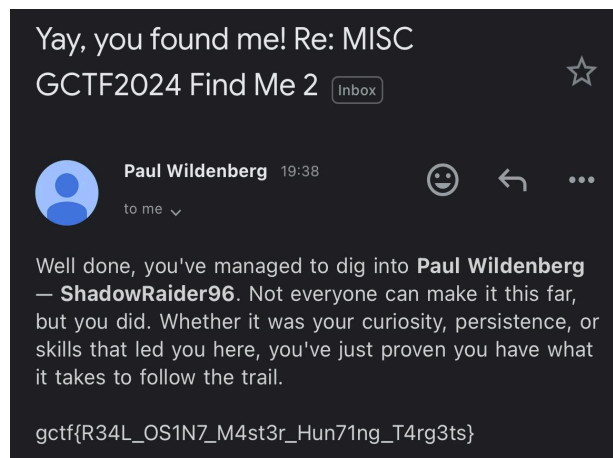 Yay, you found me! Re: MISC
GCTF2024 Find Me 2 Inbox
Paul Wildenberg 19:38
to me
Well done, you've managed to dig into Paul Wildenberg
— ShadowRaider96. Not everyone can make it this far,
but you did. Whether it was your curiosity, persistence, or
skills that led you here, you've just proven you have what
it takes to follow the trail.
gctf{R34L_OS1N7_M4st3r_Hun71ng_T4rg3ts}